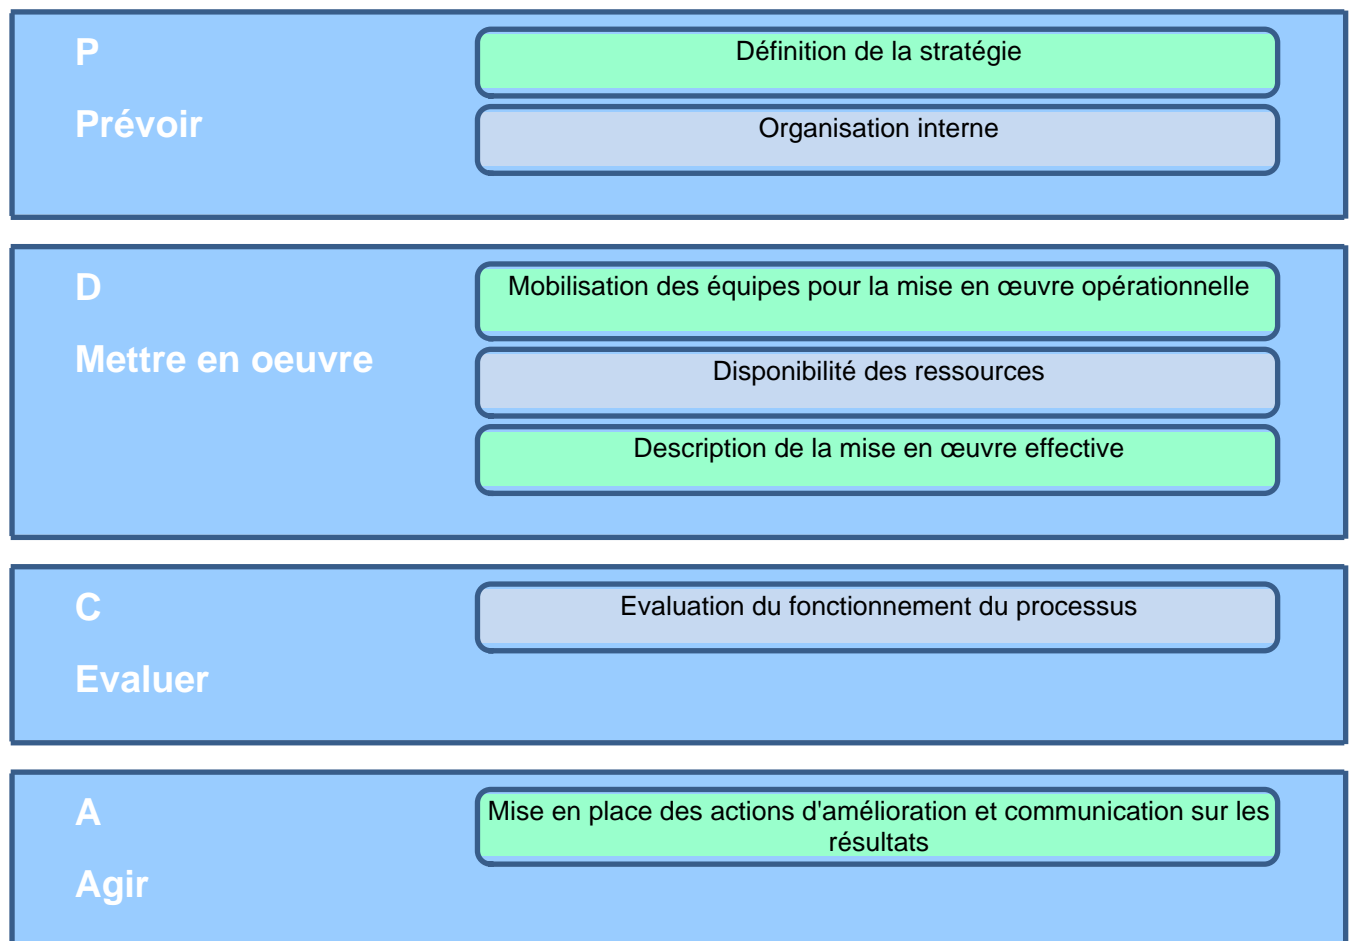 P
Définition de la stratégie
Prévoir
Organisation interne
D
Mobilisation des équipes pour la mise en œuvre opérationnelle
Mettre en oeuvre
Disponibilité des ressources
Description de la mise en œuvre effective
C
Evaluation du fonctionnement du processus
Evaluer
A
Mise en place des actions d'amélioration et communication sur les
résultats
Agir